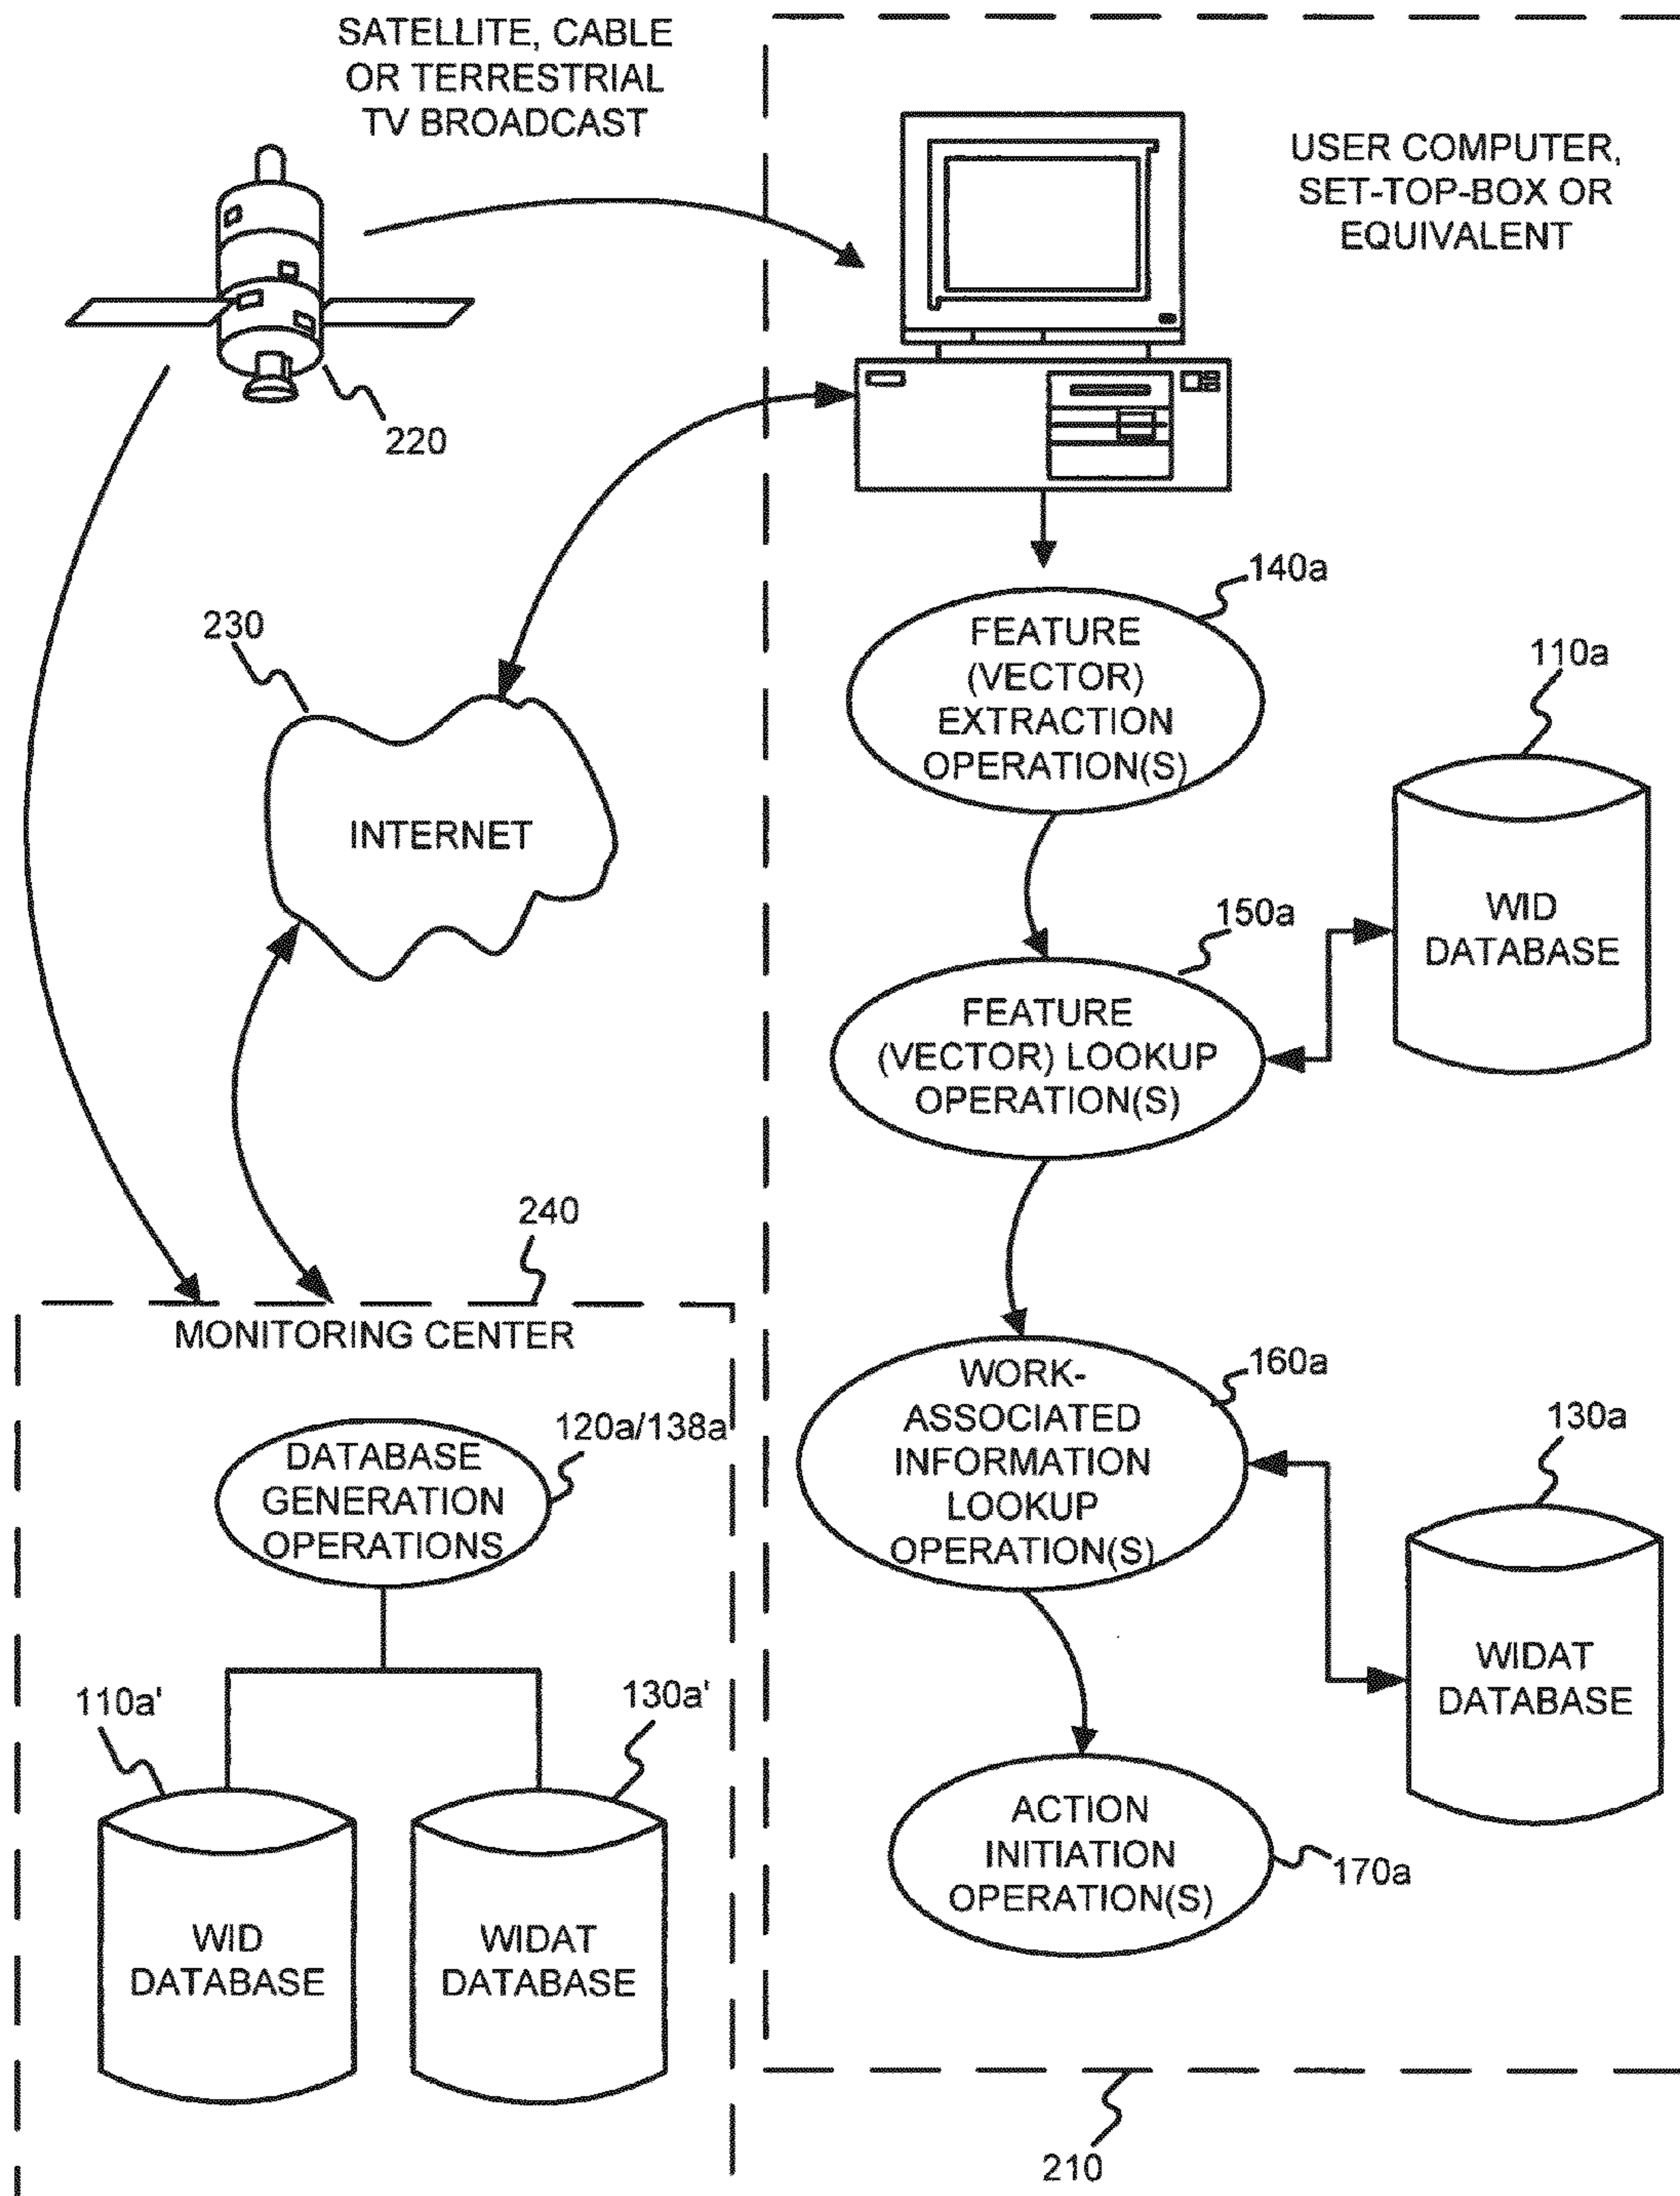 SATELLITE, CABLE
OR TERRESTRIAL
TV BROADCAST
USER COMPUTER,
SET-TOP-BOX OR
EQUIVALENT
220
140a
FEATURE
(VECTOR)
EXTRACTION
OPERATION(S)
230
110a
INTERNET
WID
DATABASE
150a
FEATURE
(VECTOR) LOOKUP
OPERATION(S)
240
MONITORING CENTER
160a
WORK-
ASSOCIATED
INFORMATION
LOOKUP
OPERATION(S)
130a
120a/138a
DATABASE
GENERATION
OPERATIONS
WIDAT
DATABASE
110a'
130a'
ACTION
INITIATION
OPERATION(S)
170a
WID
DATABASE
WIDAT
DATABASE
210